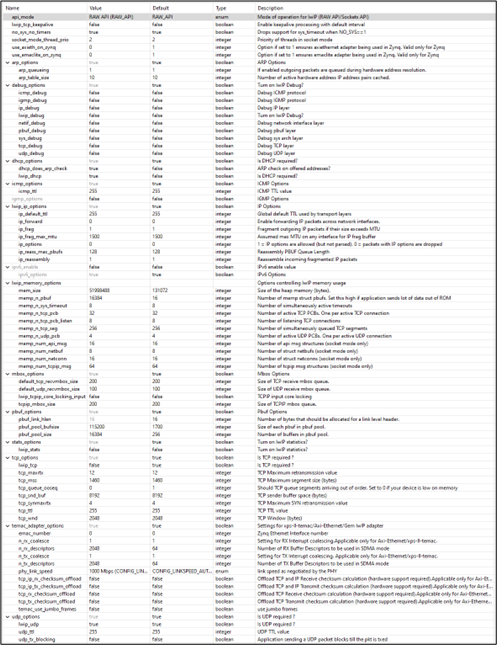 Name Value Default Type Description
api_mode RAW API (RAW_API) RAW_API enum Mode of operation for lwIP (RAW API/Sockets API)
lwip_tcp_keepalive false false boolean Enable keepalive processing with default interval
no_sys_no_timers true true boolean Drops support for sys_timeout when NO_SYS==1
socket_mode_thread_prio 2 2 integer Priority of threads in socket mode
use_axieth_on_zynq 0 1 integer Option if set to 1 ensures axiethernet adapter being used in Zynq. Valid only for Zynq
use_emaclite_on_zynq 0 1 integer Option if set to 1 ensures emaclite adapter being used in Zynq. Valid only for Zynq
arp_options true true boolean ARP Options
arp_queueing 1 1 integer If enabled outgoing packets are queued during hardware address resolution.
arp_table_size 10 10 integer Number of active hardware address IP address pairs cached.
debug_options true true boolean Turn on lwIP Debug?
icmp_debug false false boolean Debug ICMP protocol
igmp_debug false false boolean Debug IGMP protocol
ip_debug false false boolean Debug IP layer
lwip_debug false false boolean Turn on lwIP Debug?
netif_debug false false boolean Debug network interface layer
pbuf_debug false false boolean Debug pbuf layer
sys_debug false false boolean Debug sys arch layer
tcp_debug false false boolean Debug TCP layer
udp_debug false false boolean Debug UDP layer
dhcp_options true true boolean Is DHCP required?
dhcp_does_arp_check false false boolean ARP check on offered addresses?
lwip_dhcp false false boolean Is DHCP required?
icmp_options true true boolean ICMP Options
icmp_ttl 255 255 integer ICMP TTL value
igmp_options false false boolean IGMP Options
lwip_ip_options true true boolean IP Options
ip_default_ttl 255 255 integer Global default TTL used by transport layers
ip_forward 0 0 integer Enable forwarding IP packets across network interfaces.
ip_frag 1 1 integer Fragment outgoing IP packets if their size exceeds MTU
ip_frag_max_mtu 1500 1500 integer Assumed max MTU on any interface for IP frag buffer
ip_options 0 0 integer
ip_reass_max_pbufs 128 128 integer Reassembly PBUF Queue Length
ip_reassembly 1 1 integer Reassemble incoming fragmented IP packets
ipv6_enable false false boolean IPv6 enable value
ipv6_options true true boolean IPv6 Options
lwip_memory_options Options controlling lwIP memory usage
mem_size 131072 integer Size of the heap memory (bytes).
memp_n_pbuf 16384 16 integer Number of memp struct pbufs. Set this high if application sends lot of data out of ROM
memp_n_sys_timeout 8 8 integer Number of simultaneously active timeouts
memp_n_tcp_pcb 32 32 integer Number of active TCP PCBs. One per active TCP connection
memp_n_tcp_pcb_listen 8 8 integer Number of listening TCP connections
memp_n_tcp_seg 256 256 integer Number of simultaneously queued TCP segments
memp_n_udp_pcb 4 4 integer Number of active UDP PCBs. One per active UDP connection
memp_num_api_msg 16 16 integer Number of api msg structures (socket mode only)
memp_num_netbuf 8 8 integer Number of struct netbufs (socket mode only)
memp_num_netconn 16 16 integer Number of struct netconns (socket mode only)
memp_num_tcpip_msg 64 64 integer Number of tcpip msg structures (socket mode only)
mbox_options true true boolean Mbox Options
default_tcp_recvmbox_size 200 200 integer Size of TCP receive mbox queue.
default_udp_recvmbox_size 100 100 integer Size of UDP receive mbox queue.
lwip_tcpip_core_locking_input false false boolean TCPIP input core locking
tcpip_mbox_size 200 200 integer Size of TCPIP mbox queue.
pbuf_options true true boolean Pbuf Options
pbuf_link_hlen 16 16 integer Number of bytes that should be allocated for a link level header.
pbuf_pool_bufsize 115200 1700 integer Size of each pbuf in pbuf pool.
pbuf_pool_size 16384 256 integer Number of buffers in pbuf pool.
stats_options true true boolean Turn on lwIP statistics?
lwip_stats false false boolean Turn on lwIP statistics?
tcp_options true true boolean Is TCP required ?
lwip_tcp true true boolean Is TCP required ?
tcp_maxrtx 12 12 integer TCP Maximum retransmission value
tcp_mss 1460 1460 integer TCP Maximum segment size (bytes)
tcp_queue_ooseq 0 1 integer Should TCP queue segments arriving out of order. Set to 0 if your device is low on memory
tcp_snd_buf 8192 8192 integer TCP sender buffer space (bytes)
tcp_synmaxrtx 4 4 integer TCP Maximum SYN retransmission value
tcp_ttl 255 255 integer TCP TTL value
tcp_wnd 2048 2048 integer TCP Window (bytes)
temac_adapter_options true true boolean Settings for xps-ll-temac/Axi-Ethernet/Gem lwIP adapter
emac_number 0 0 integer Zynq Ethernet Interface number
n_rx_coalesce 1 1 integer Setting for RX Interrupt coalescing.Applicable only for Axi-Ethernet/xps-ll-temac.
n_rx_descriptors 2048 64 integer Number of RX Buffer Descriptors to be used in SDMA mode
n_tx_coalesce 1 1 integer Setting for TX Interrupt coalescing.Applicable only for Axi-Ethernet/xps-ll-temac.
n_tx_descriptors 2048 64 integer Number of TX Buffer Descriptors to be used in SDMA mode
phy_link_speed 1000 Mbps (CONFIG_LIN... CONFIG_LINKSPEED_AUT... enum link speed as negotiated by the PHY
tcp_ip_rx_checksum_offload false false boolean Offload TCP and IP Receive checksum calculation (hardware support required).Applicable only for Axi-Et...
tcp_ip_tx_checksum_offload false false boolean Offload TCP and IP Transmit checksum calculation (hardware support required).Applicable only for Axi-Et...
tcp_rx_checksum_offload false false boolean Offload TCP Receive checksum calculation (hardware support required).Applicable only for Axi-Ethernet...
tcp_tx_checksum_offload false false boolean Offload TCP Transmit checksum calculation (hardware support required).Applicable only for Axi-Ethernet...
temac_use_jumbo_frames false false boolean use jumbo frames
udp_options true true boolean Is UDP required ?
lwip_udp true true boolean Is UDP required ?
udp_ttl 255 255 integer UDP TTL value
udp_tx_blocking false false boolean Application sending a UDP packet blocks till the pkt is txed